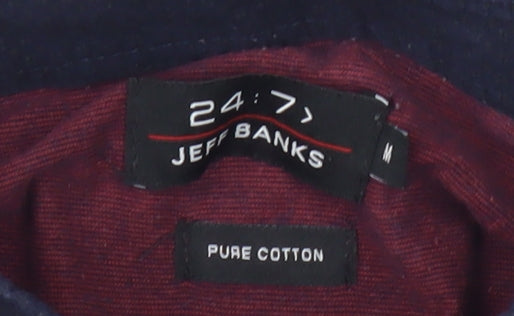 24:7>
JEFF BANKS
M
PURE COTTON